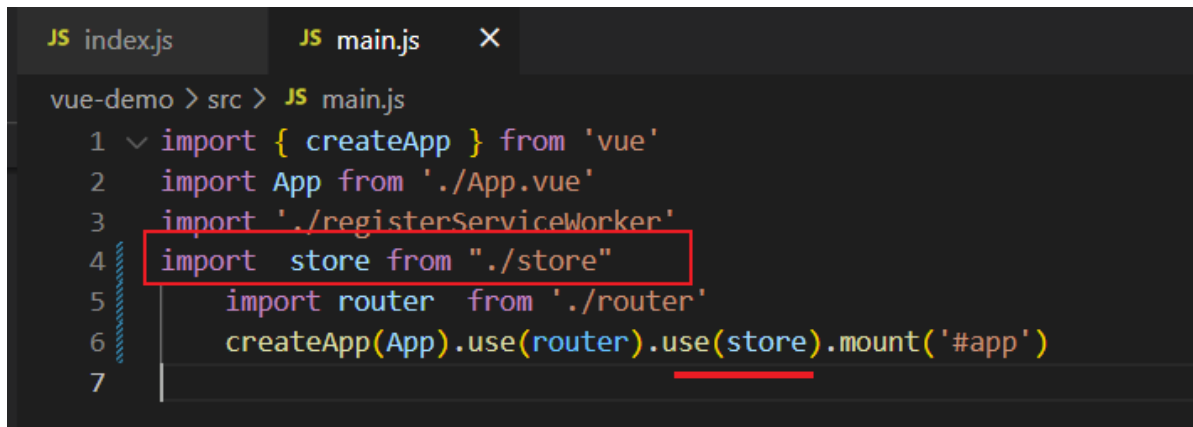 JS index.js JS main.js ×
vue-demo > src > JS main.js
1 import { createApp } from 'vue'
2 import App from './App.vue'
3 import './registerServiceWorker'
4 import  store from "./store"
5     import router  from './router'
6     createApp(App).use(router).use(store).mount('#app')
7